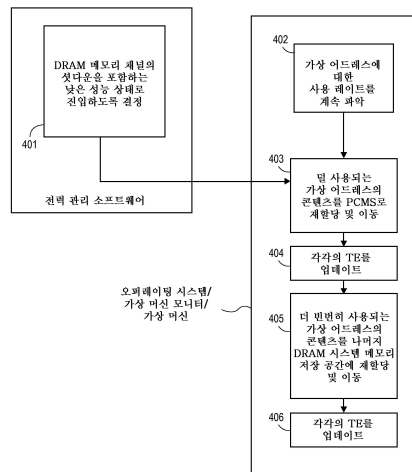 DRAM 메모리 채널의
셧다운을 포함하는
낮은 성능 상태로
진입하도록 결정
401
전력 관리 소프트웨어
402
가상 어드레스에
대한
사용 레이트를
계속 파악
403
덜 사용되는
가상 어드레스의
콘텐츠를 PCMS로
재할당 및 이동
404
각각의 TE를
업데이트
오퍼레이팅 시스템/
가상 머신 모니터/
가상 머신
405
더 빈번히 사용되는
가상 어드레스의
콘텐츠를 나머지
DRAM 시스템 메모리
저장 공간에 재할당
및 이동
406
각각의 TE를
업데이트